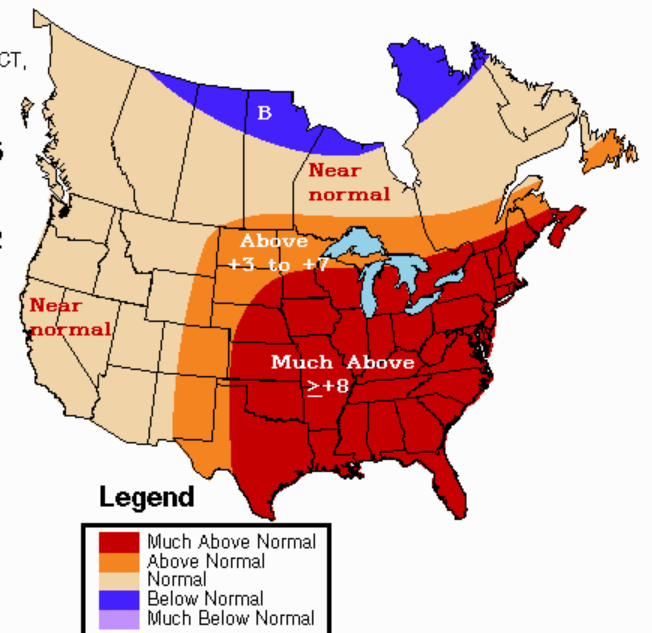 CT,
B
Near
normal
Above
+3 to +7
Near
normal
Much Above
≥+8
Legend
Much Above Normal
Above Normal
Normal
Below Normal
Much Below Normal